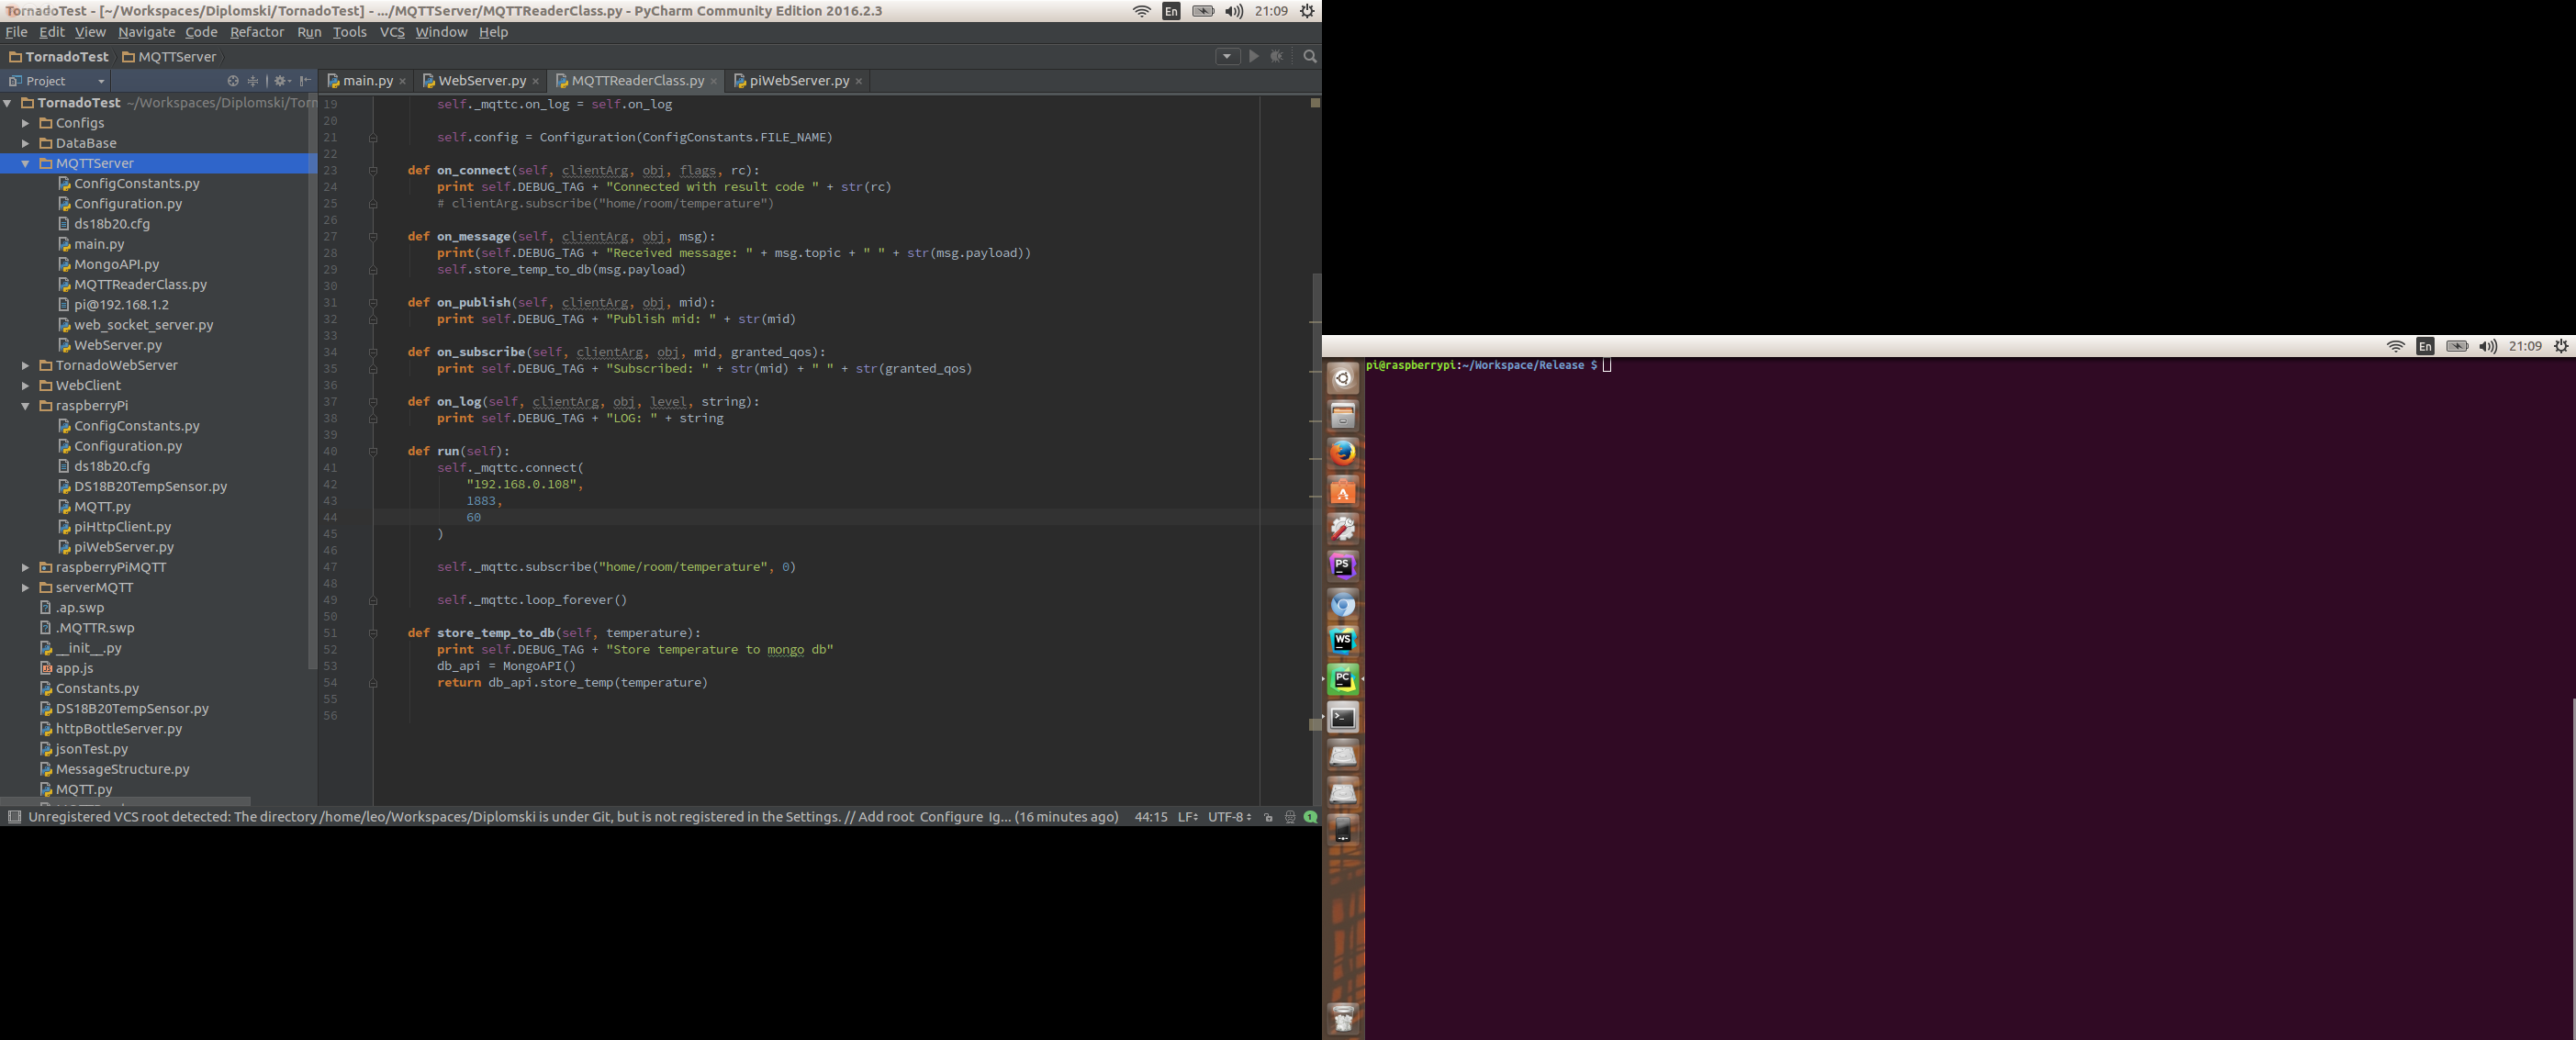 TornadoTest - [~/Workspaces/Diplomski/TornadoTest] - .../MQTTServer/MQTTReaderClass.py - PyCharm Community Edition 2016.2.3
En 21:09
File Edit View Navigate Code Refactor Run Tools VCS Window Help
TornadoTest MQTTServer
Project
main.py WebServer.py MQTTReaderClass.py piWebServer.py
TornadoTest ~/Workspaces/Diplomski/Torn
Configs
DataBase
MQTTServer
ConfigConstants.py
Configuration.py
ds18b20.cfg
main.py
MongoAPI.py
MQTTReaderClass.py
pi@192.168.1.2
web_socket_server.py
WebServer.py
TornadoWebServer
WebClient
raspberryPi
ConfigConstants.py
Configuration.py
ds18b20.cfg
DS18B20TempSensor.py
MQTT.py
piHttpClient.py
piWebServer.py
raspberryPiMQTT
serverMQTT
.ap.swp
.MQTTR.swp
__init__.py
app.js
Constants.py
DS18B20TempSensor.py
httpBottleServer.py
jsonTest.py
MessageStructure.py
MQTT.py
19 self._mqttc.on_log = self.on_log
20
21 self.config = Configuration(ConfigConstants.FILE_NAME)
22
23 def on_connect(self, clientArg, obj, flags, rc):
24 print self.DEBUG_TAG + "Connected with result code " + str(rc)
25 # clientArg.subscribe("home/room/temperature")
26
27 def on_message(self, clientArg, obj, msg):
28 print(self.DEBUG_TAG + "Received message: " + msg.topic + " " + str(msg.payload))
29 self.store_temp_to_db(msg.payload)
30
31 def on_publish(self, clientArg, obj, mid):
32 print self.DEBUG_TAG + "Publish mid: " + str(mid)
33
34 def on_subscribe(self, clientArg, obj, mid, granted_qos):
35 print self.DEBUG_TAG + "Subscribed: " + str(mid) + " " + str(granted_qos)
36
37 def on_log(self, clientArg, obj, level, string):
38 print self.DEBUG_TAG + "LOG: " + string
39
40 def run(self):
41 self._mqttc.connect(
42 "192.168.0.108",
43 1883,
44 60
45 )
46
47 self._mqttc.subscribe("home/room/temperature", 0)
48
49 self._mqttc.loop_forever()
50
51 def store_temp_to_db(self, temperature):
52 print self.DEBUG_TAG + "Store temperature to mongo db"
53 db_api = MongoAPI()
54 return db_api.store_temp(temperature)
55
56
Unregistered VCS root detected: The directory /home/leo/Workspaces/Diplomski is under Git, but is not registered in the Settings. // Add root Configure Ig... (16 minutes ago) 44:15 LF UTF-8 1
En 21:09
pi@raspberrypi:~/Workspace/Release $
PS
WS
PC